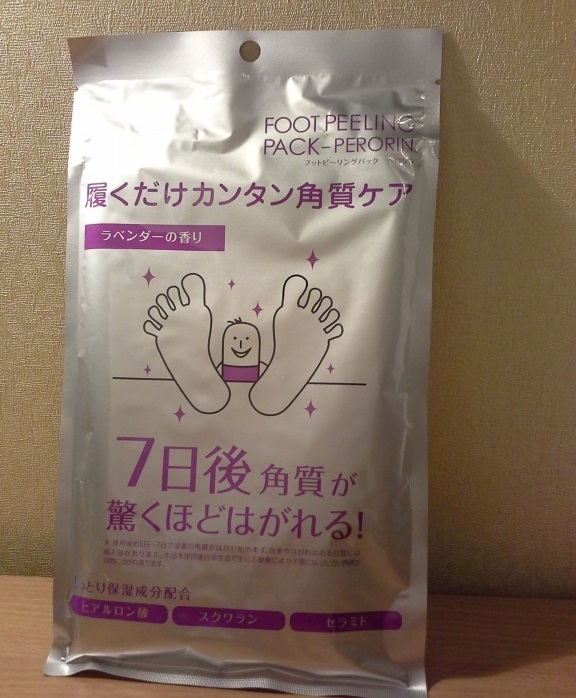 FOOT PEELING
PACK-PERORIN
フットピーリングパック
履くだけカンタン角質ケア
ラベンダーの香り
7日後 角質が
驚くほどはがれる!
とり保湿成分配合
ヒアルロン酸 スクワラン セラミド